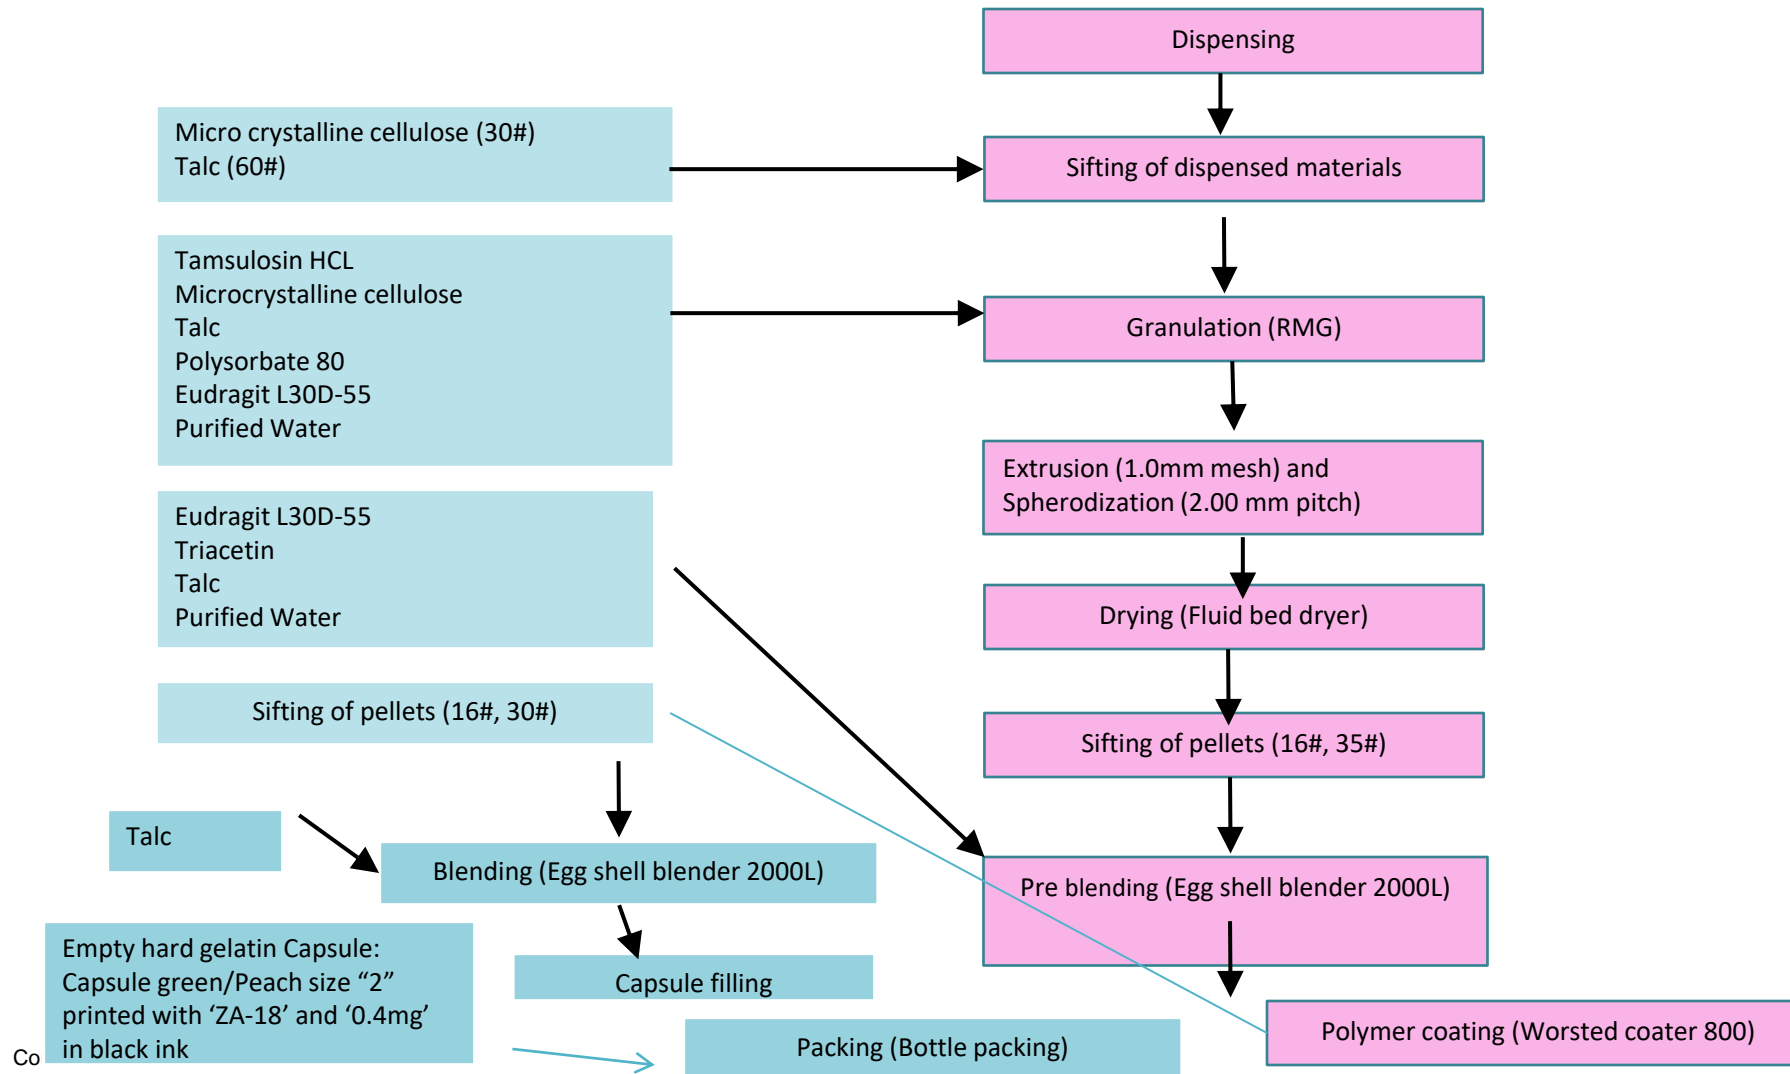 Dispensing
Micro crystalline cellulose (30#)
Talc (60#)
Sifting of dispensed materials
Tamsulosin HCL
Microcrystalline cellulose
Talc
Polysorbate 80
Eudragit L30D-55
Purified Water
Granulation (RMG)
Extrusion (1.0mm mesh) and
Spherodization (2.00 mm pitch)
Eudragit L30D-55
Triacetin
Talc
Purified Water
Drying (Fluid bed dryer)
Sifting of pellets (16#, 30#)
Sifting of pellets (16#, 35#)
Talc
Blending (Egg shell blender 2000L)
Pre blending (Egg shell blender 2000L)
Empty hard gelatin Capsule:
Capsule green/Peach size “2”
printed with ‘ZA-18’ and ‘0.4mg’
in black ink
Capsule filling
Polymer coating (Worsted coater 800)
Packing (Bottle packing)
Co